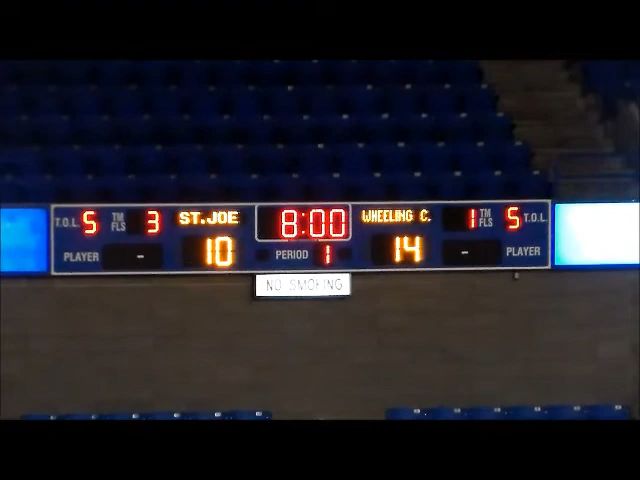 T.O.L. 5 TM FLS 3 ST.JOE 8:00 WHEELING C. 1 TM FLS 5 T.O.L.
PLAYER - 10 PERIOD 1 14 - PLAYER
NO SMOKING